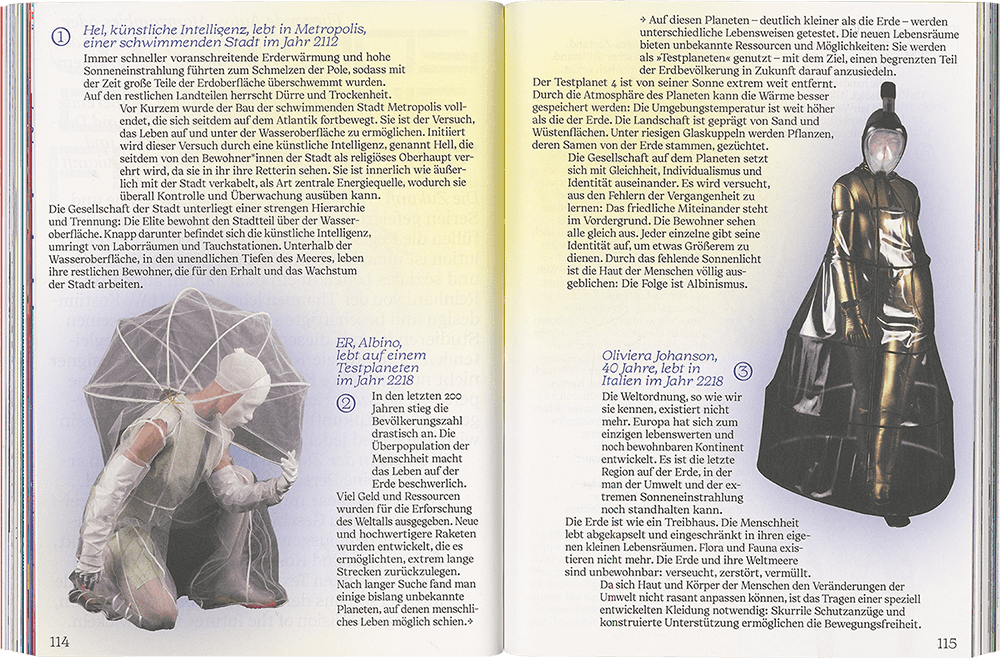 1
Hel, künstliche Intelligenz, lebt in Metropolis,
einer schwimmenden Stadt im Jahr 2112
Immer schneller voranschreitende Erderwärmung und hohe
Sonneneinstrahlung führten zum Schmelzen der Pole, sodass mit
der Zeit große Teile der Erdoberfläche überschwemmt wurden.
Auf den restlichen Landteilen herrscht Dürre und Trockenheit.
Vor Kurzem wurde der Bau der schwimmenden Stadt Metropolis voll-
endet, die sich seitdem auf dem Atlantik fortbewegt. Sie ist der Versuch,
das Leben auf und unter der Wasseroberfläche zu ermöglichen. Initiiert
wird dieser Versuch durch eine künstliche Intelligenz, genannt Hell, die
seitdem von den Bewohner*innen der Stadt als religiöses Oberhaupt ver-
ehrt wird, da sie in ihr ihre Retterin sehen. Sie ist innerlich wie äußer-
lich mit der Stadt verkabelt, als Art zentrale Energiequelle, wodurch sie
überall Kontrolle und Überwachung ausüben kann.
Die Gesellschaft der Stadt unterliegt einer strengen Hierarchie
und Trennung: Die Elite bewohnt den Stadtteil über der Wasser-
oberfläche. Knapp darunter befindet sich die künstliche Intelligenz,
umringt von Laborräumen und Tauchstationen. Unterhalb der
Wasseroberfläche, in den unendlichen Tiefen des Meeres, leben
ihre restlichen Bewohner, die für den Erhalt und das Wachstum
der Stadt arbeiten.
ER, Albino,
lebt auf einem
Testplaneten
im Jahr 2218
2
In den letzten 200
Jahren stieg die
Bevölkerungszahl
drastisch an. Die
Überpopulation der
Menschheit macht
das Leben auf der
Erde beschwerlich.
Viel Geld und Ressourcen
wurden für die Erforschung
des Weltalls ausgegeben. Neue
und hochwertigere Raketen
wurden entwickelt, die es
ermöglichten, extrem lange
Strecken zurückzulegen.
Nach langer Suche fand man
einige bislang unbekannte
Planeten, auf denen menschli-
ches Leben möglich schien.
114
Auf diesen Planeten – deutlich kleiner als die Erde – werden
unterschiedliche Lebensweisen getestet. Die neuen Lebensräume
bieten unbekannte Ressourcen und Möglichkeiten: Sie werden
als »Testplaneten« genutzt – mit dem Ziel, einen begrenzten Teil
der Erdbevölkerung in Zukunft darauf anzusiedeln.
Der Testplanet 4 ist von seiner Sonne extrem weit entfernt.
Durch die Atmosphäre des Planeten kann die Wärme besser
gespeichert werden: Die Umgebungstemperatur ist weit höher
als die der Erde. Die Landschaft ist geprägt von Sand und
Wüstenflächen. Unter riesigen Glaskuppeln werden Pflanzen,
deren Samen von der Erde stammen, gezüchtet.
Die Gesellschaft auf dem Planeten setzt
sich mit Gleichheit, Individualismus und
Identität auseinander. Es wird versucht,
aus den Fehlern der Vergangenheit zu
lernen: Das friedliche Miteinander steht
im Vordergrund. Die Bewohner sehen
alle gleich aus. Jeder einzelne gibt seine
Identität auf, um etwas Größerem zu
dienen. Durch das fehlende Sonnenlicht
ist die Haut der Menschen völlig aus-
geblichen: Die Folge ist Albinismus.
Oliviera Johanson,
40 Jahre, lebt in
Italien im Jahr 2218
3
Die Weltordnung, so wie wir
sie kennen, existiert nicht
mehr. Europa hat sich zum
einzigen lebenswerten und
noch bewohnbaren Kontinent
entwickelt. Es ist die letzte
Region auf der Erde, in der
man der Umwelt und der ex-
tremen Sonneneinstrahlung
noch standhalten kann.
Die Erde ist wie ein Treibhaus. Die Menschheit
lebt abgekapselt und eingeschränkt in ihren eige-
nen kleinen Lebensräumen. Flora und Fauna exis-
tieren nicht mehr. Die Erde und ihre Weltmeere
sind unbewohnbar: verseucht, zerstört, vermüllt.
Da sich Haut und Körper der Menschen den Veränderungen der
Umwelt nicht rasant anpassen können, ist das Tragen einer speziell
entwickelten Kleidung notwendig: Skurrile Schutzanzüge und
konstruierte Unterstützung ermöglichen die Bewegungsfreiheit.
115